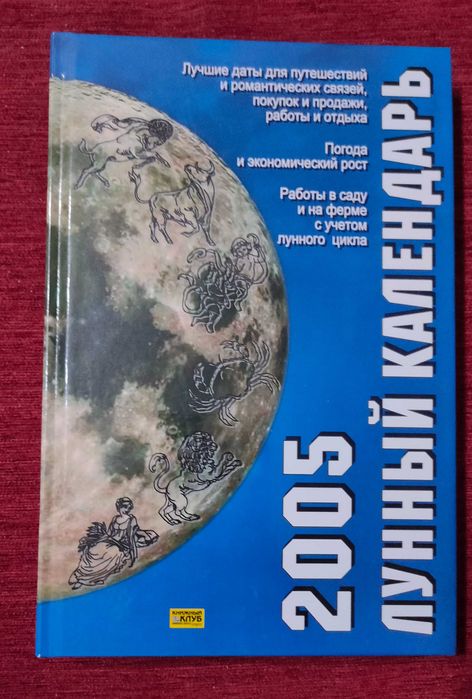 Лучшие даты для путешествий
и романтических связей,
покупок и продажи,
работы и отдыха
Погода
и экономический рост
Работы в саду
и на ферме
с учетом
лунного цикла
2005
ЛУННЫЙ КАЛЕНДАРЬ
КНИЖНЫЙ
КЛУБ